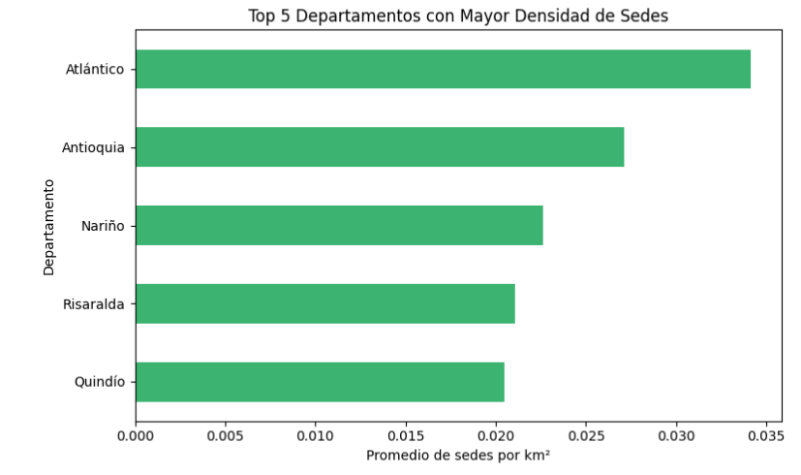 Top 5 Departamentos con Mayor Densidad de Sedes
Departamento
Atlántico
Antioquia
Nariño
Risaralda
Quindío
0.000 0.005 0.010 0.015 0.020 0.025 0.030 0.035
Promedio de sedes por km²